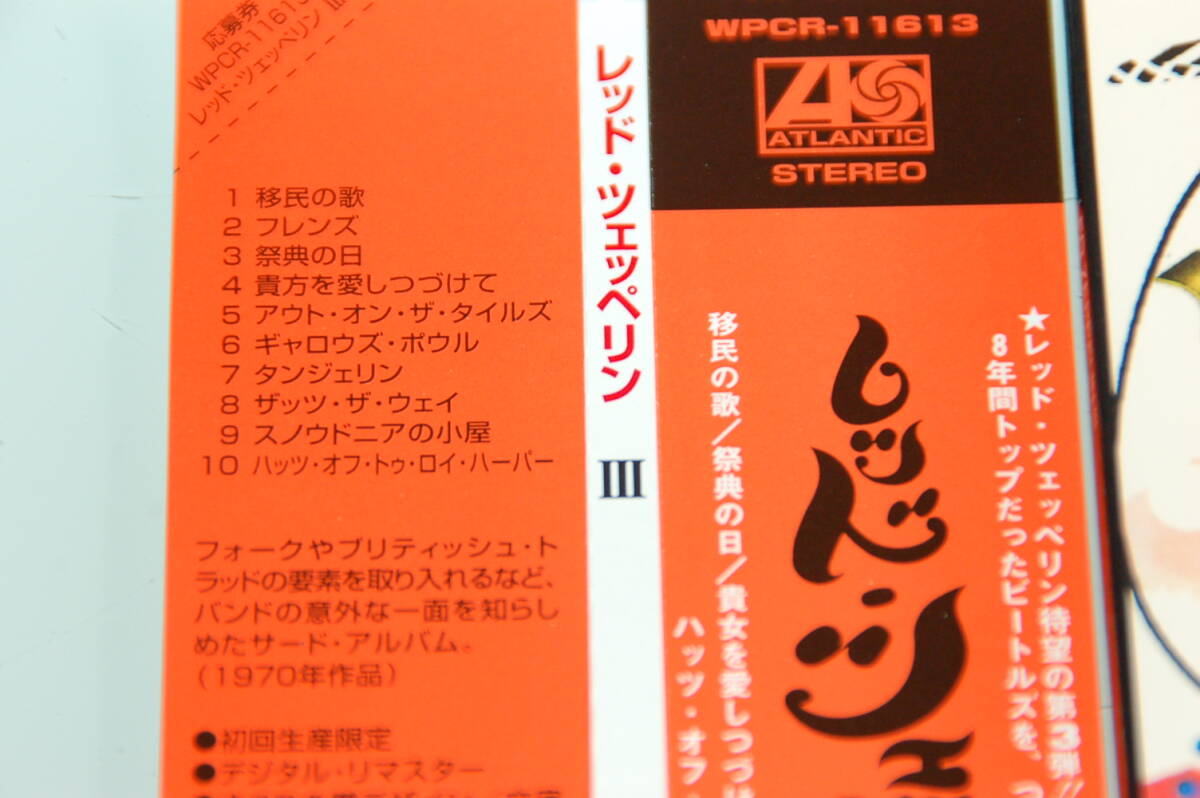 応募券
WPCR-11613
レッド・ツェッペリン III
1 移民の歌
2 フレンズ
3 祭典の日
4 貴方を愛しつづけて
5 アウト・オン・ザ・タイルズ
6 ギャロウズ・ポウル
7 タンジェリン
8 ザッツ・ザ・ウェイ
9 スノウドニアの小屋
10 ハッツ・オフ・トゥ・ロイ・ハーパー
フォークやブリティッシュ・ト
ラッドの要素を取り入れるなど、
バンドの意外な一面を知らし
めたサード・アルバム。
(1970年作品)
●初回生産限定
●デジタル・リマスター
レッド・ツェッペリン III
WPCR-11613
ATLANTIC
STEREO
★レッド・ツェッペリン待望の第3弾!!
8年間トップだったビートルズを、つ
レッド・ツェ
移民の歌/祭典の日/貴女を愛しつづけ
ハッツ・オフ・